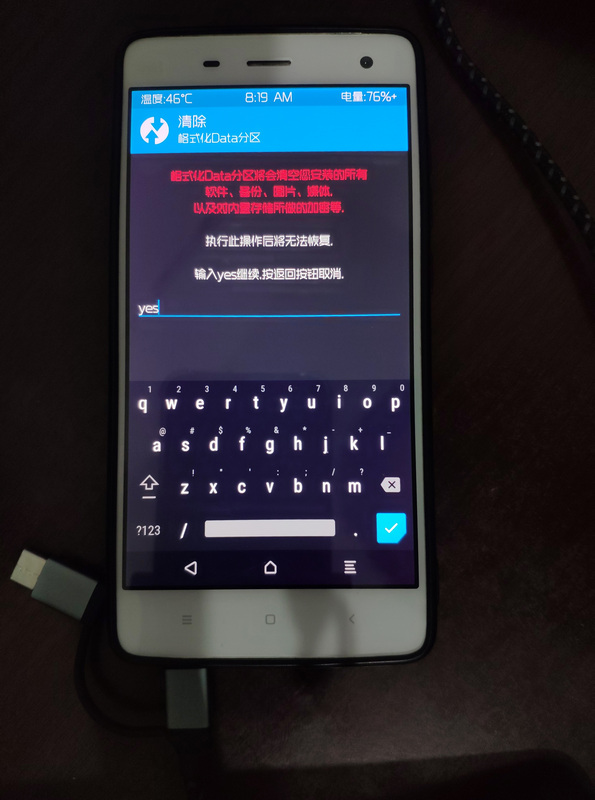 温度:46°C 8:19 AM 电量:76%+
清除
格式化Data分区
格式化Data分区将会清空您安装的所有
软件、备份、图片、媒体,
以及对内置存储所做的加密等.
执行此操作后将无法恢复.
输入yes继续,按返回按钮取消.
yes
1 2 3 4 5 6 7 8 9 0
q w e r t y u i o p
@ # $ % & * - + _
a s d f g h j k l
! " ' : ; / ?
z x c v b n m
?123 / .